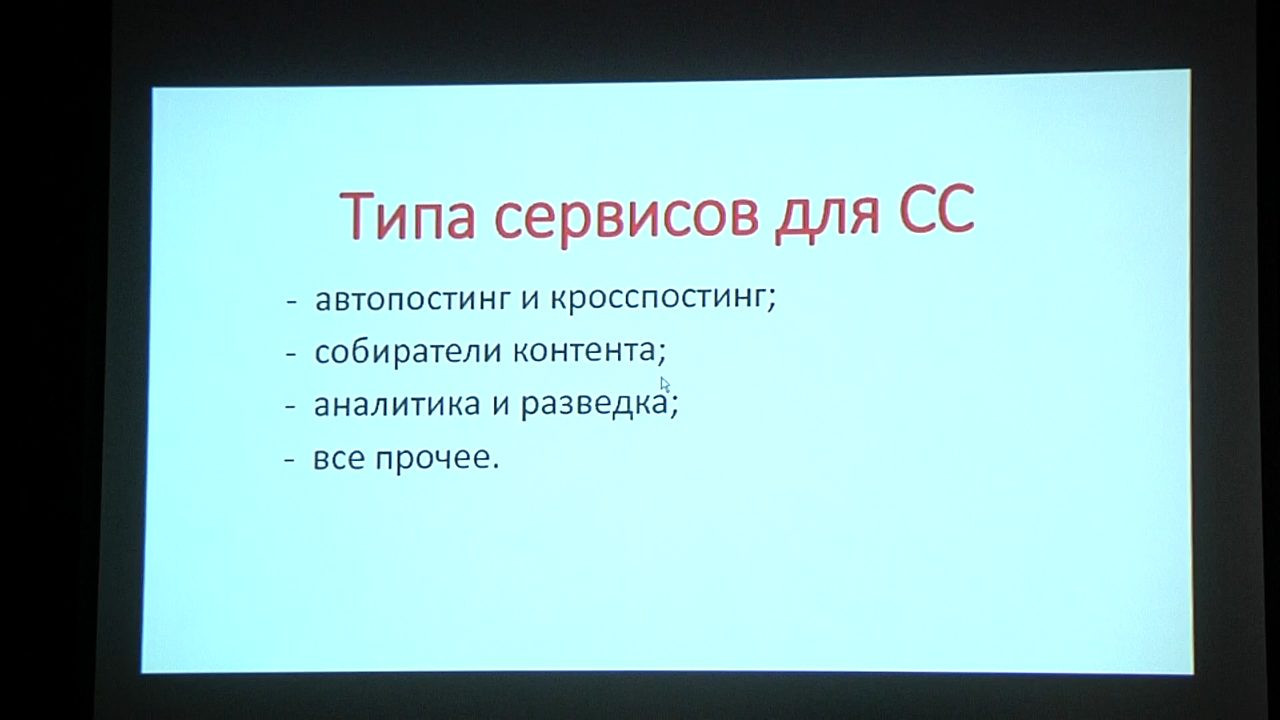 Типа сервисов для СС
- автопостинг и кросспостинг;
- собиратели контента;
- аналитика и разведка;
- все прочее.